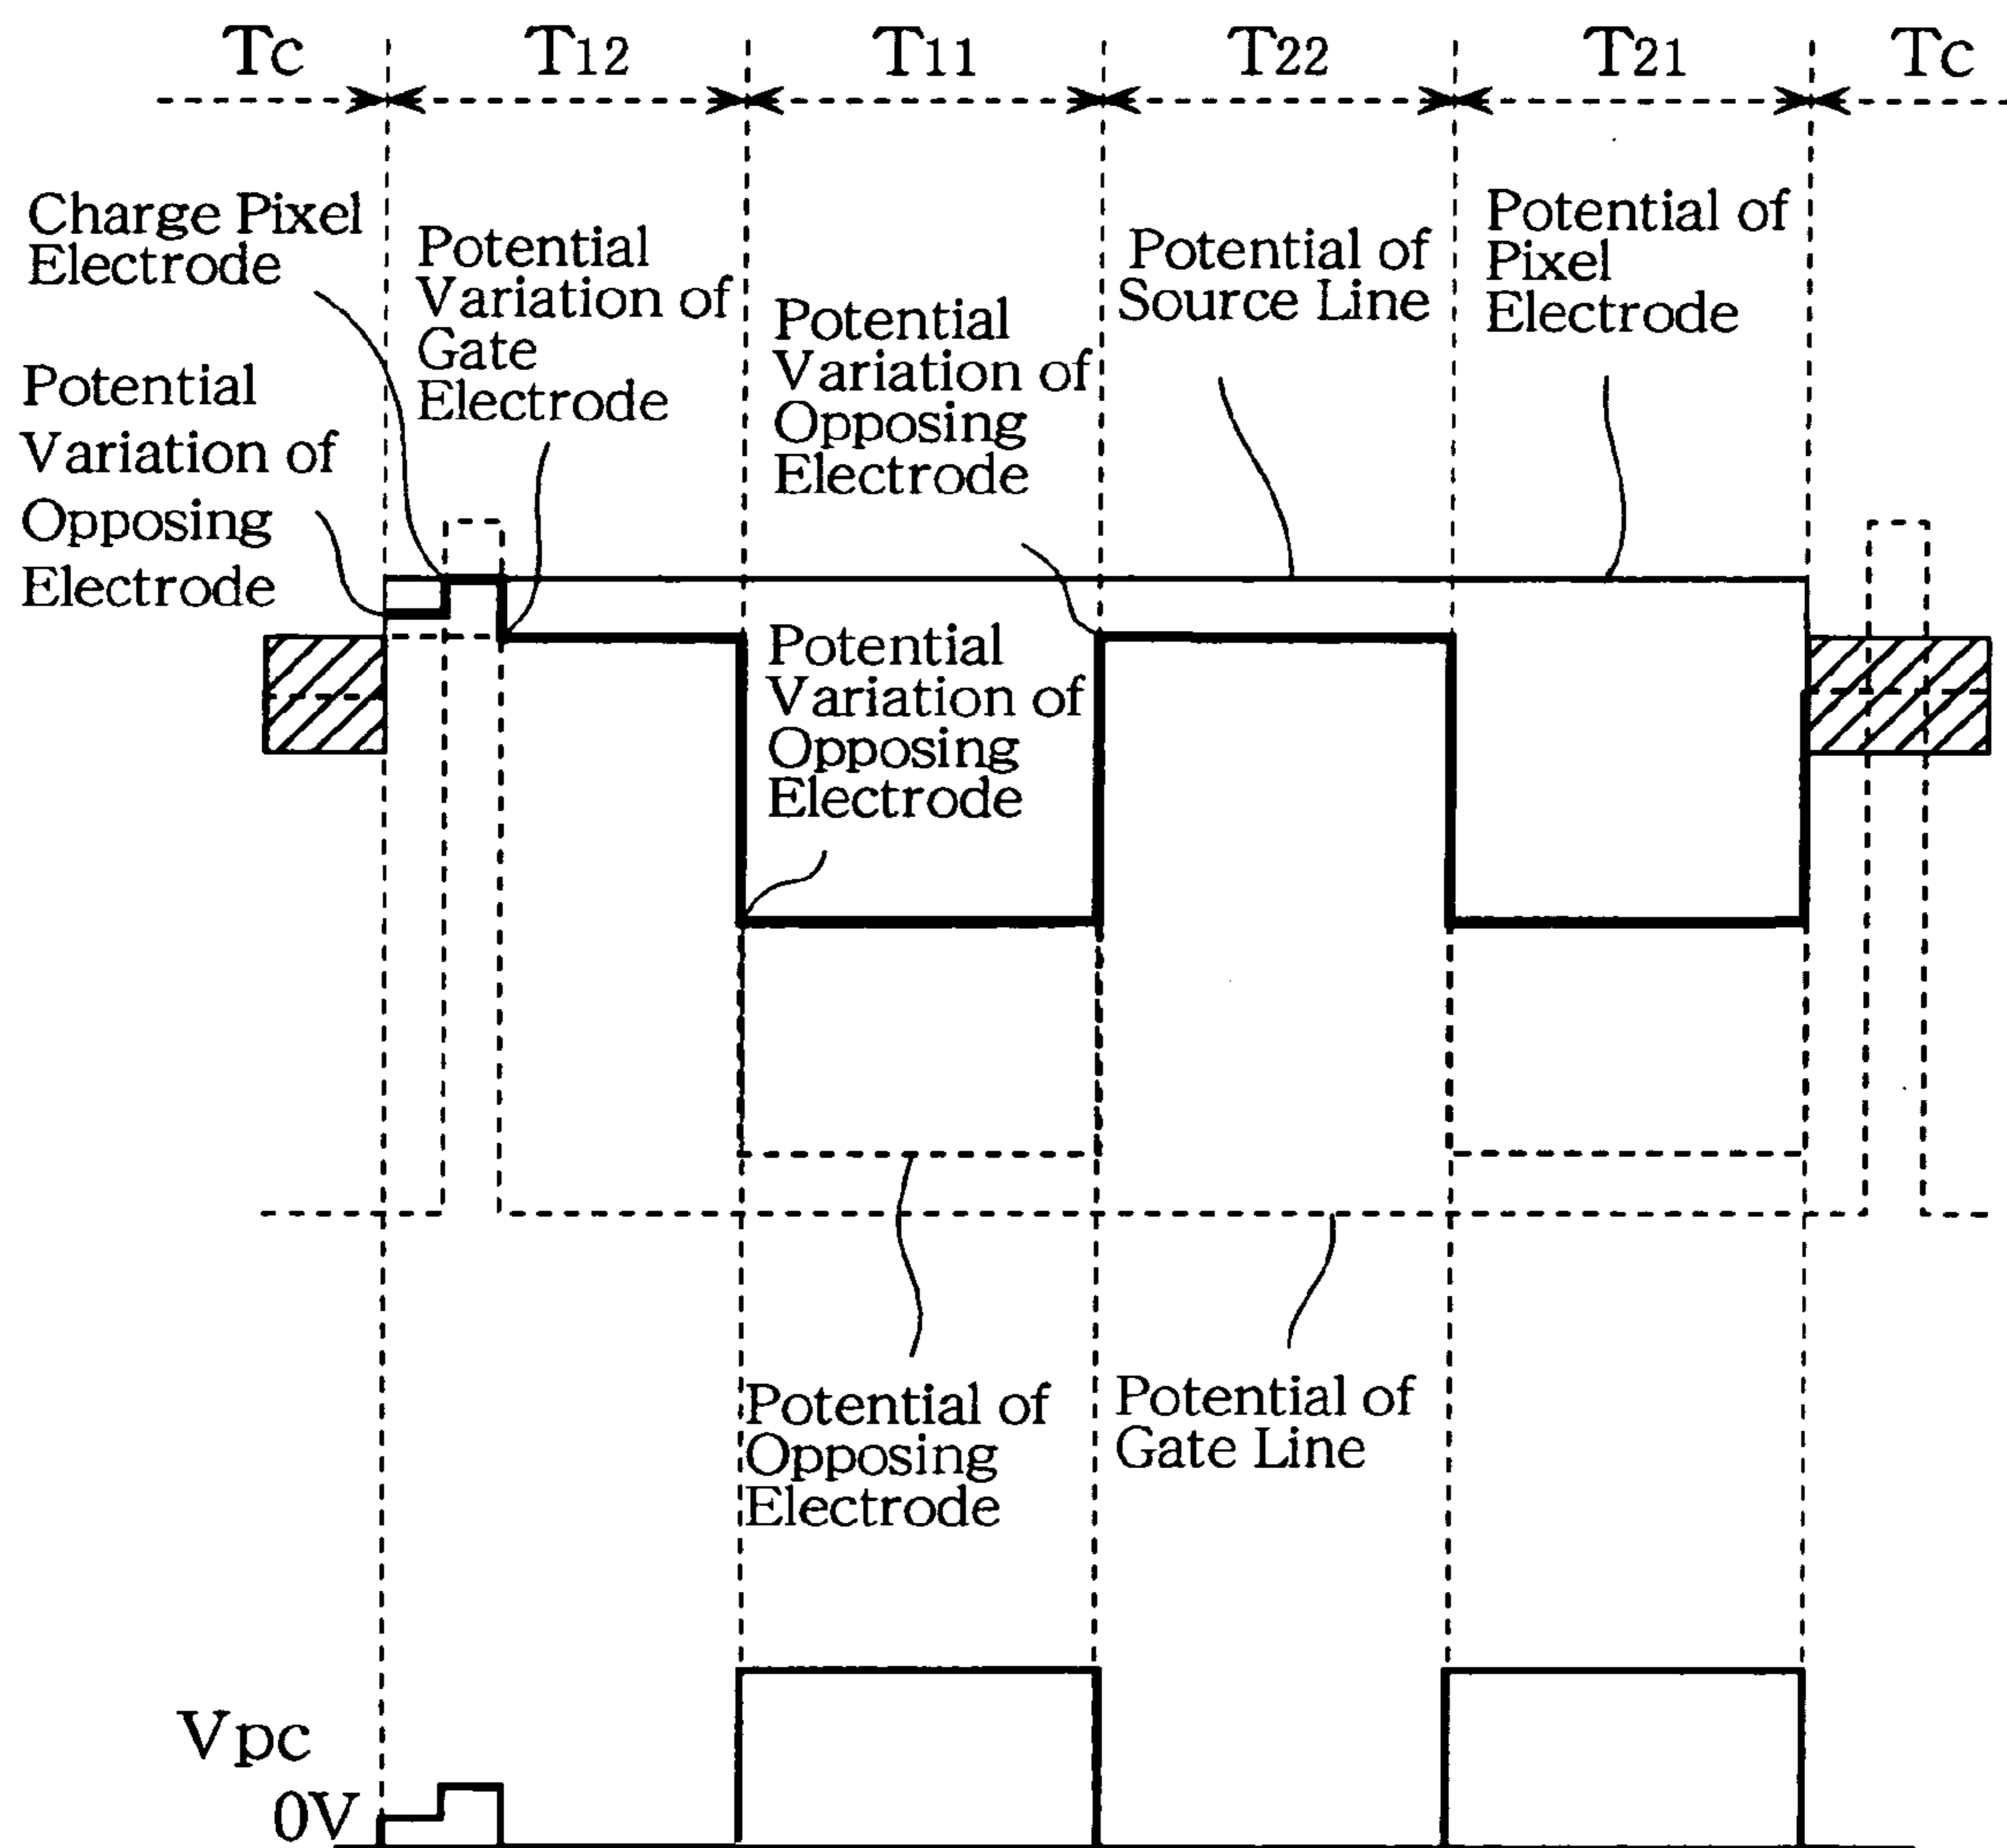 Tc
T12
T11
T22
T21
Tc
Charge Pixel
Electrode
Potential
Variation of
Gate
Electrode
Potential
Variation of
Opposing
Electrode
Potential of
Source Line
Potential of
Pixel
Electrode
Potential
Variation of
Opposing
Electrode
Potential
Variation of
Opposing
Electrode
Potential of
Opposing
Electrode
Potential of
Gate Line
Vpc
0V